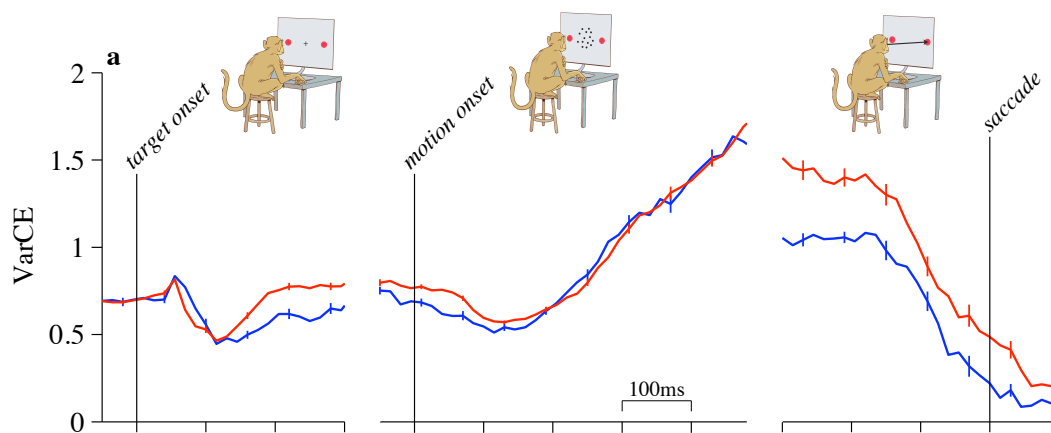 a
target onset
motion onset
saccade
VarCE
2
1.5
1
0.5
0
100ms